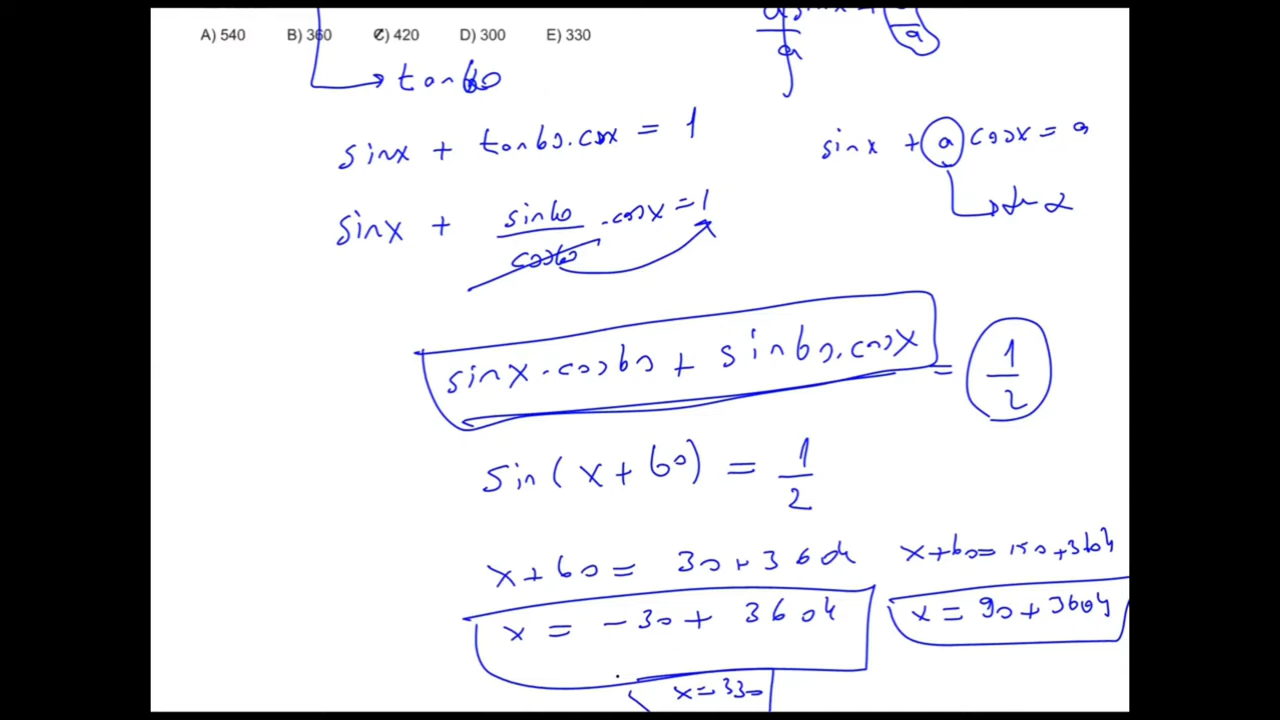 A) 540 B) 360 C) 420 D) 300 E) 330
a
a
tan60
sinx + tan60.cosx = 1
sinx + a cosx = a
tan α
sinx + sin60/cos60 .cosx = 1
sinx.cos60 + sin60.cosx = 1/2
sin(x+60) = 1/2
x+60 = 30+360k
x+60=150+360k
x = -30+ 360k
x = 90+360k
x=330